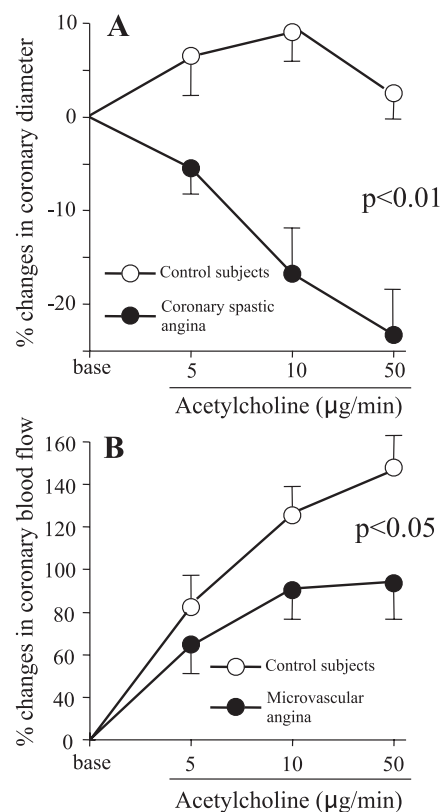 A
% changes in coronary diameter
10
0
-10
-20
p<0.01
Control subjects
Coronary spastic
angina
base
5
10
50
Acetylcholine (μg/min)
B
% changes in coronary blood flow
160
140
120
100
80
60
40
0
p<0.05
Control subjects
Microvascular
angina
base
5
10
50
Acetylcholine (μg/min)